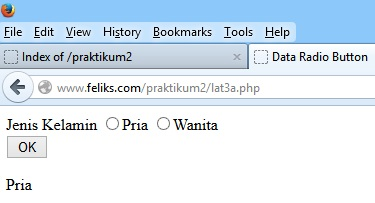 File Edit View History Bookmarks Tools Help
Index of /praktikum2 × Data Radio Button
www.feliks.com/praktikum2/lat3a.php
Jenis Kelamin Pria Wanita
OK
Pria